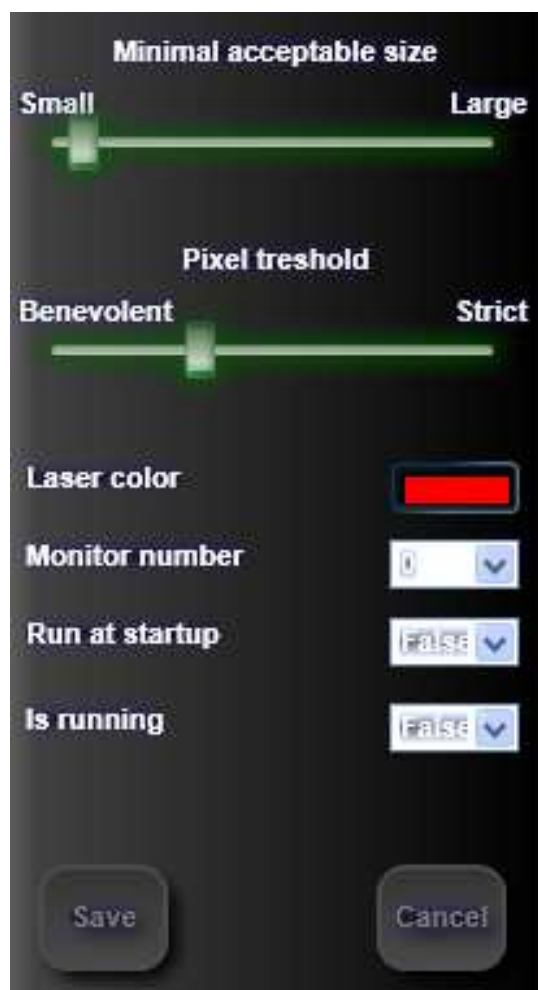 Minimal acceptable size
Small Large
Pixel treshold
Benevolent Strict
Laser color
Monitor number 0
Run at startup False
Is running False
Save Cancel